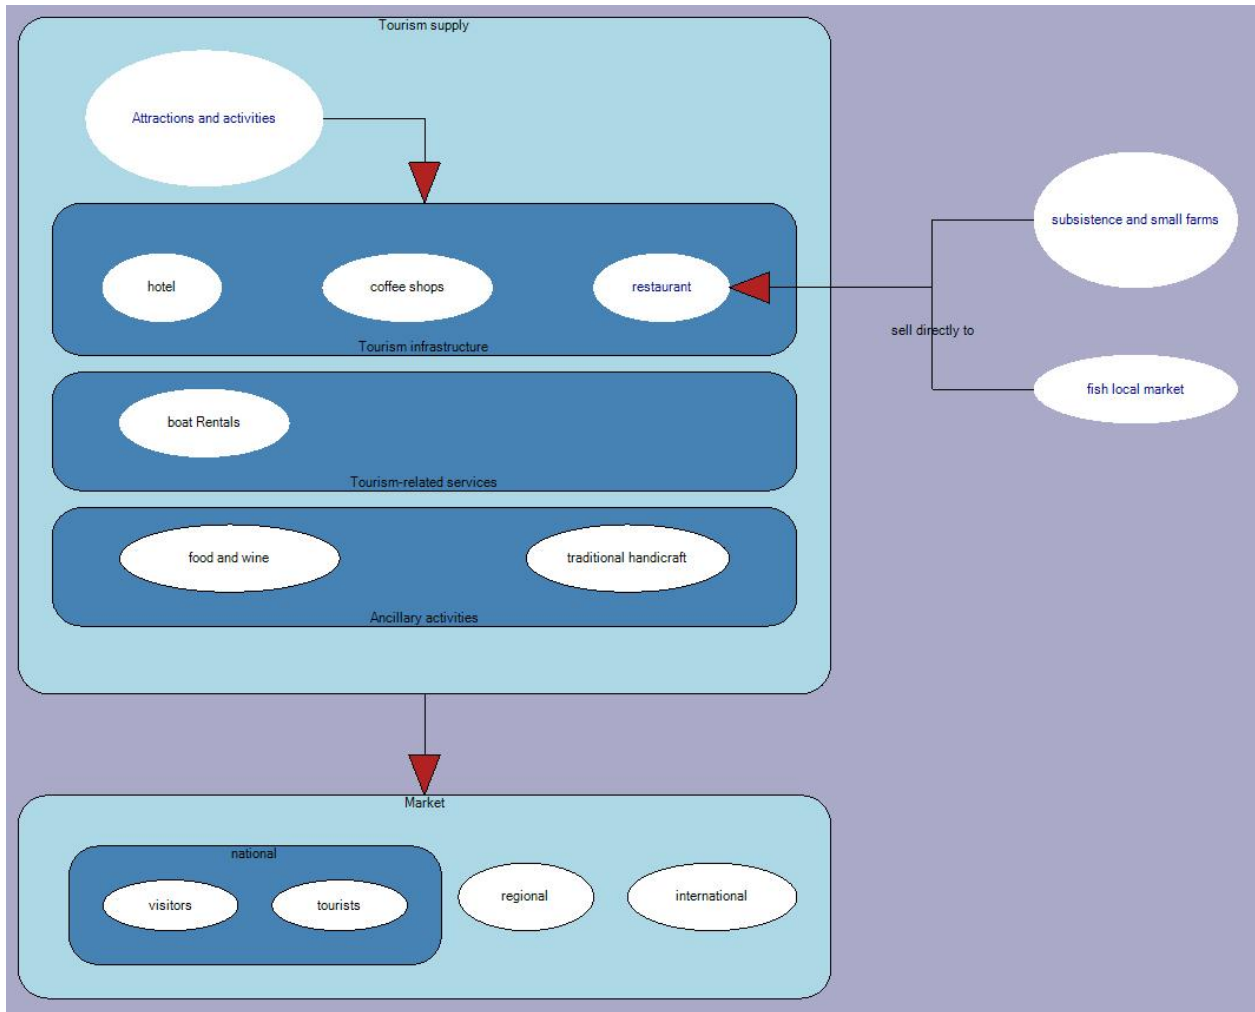 Tourism supply
Attractions and activities
subsistence and small farms
hotel
coffee shops
restaurant
sell directly to
Tourism infrastructure
fish local market
boat Rentals
Tourism-related services
food and wine
traditional handicraft
Ancillary activities
Market
national
visitors
tourists
regional
international